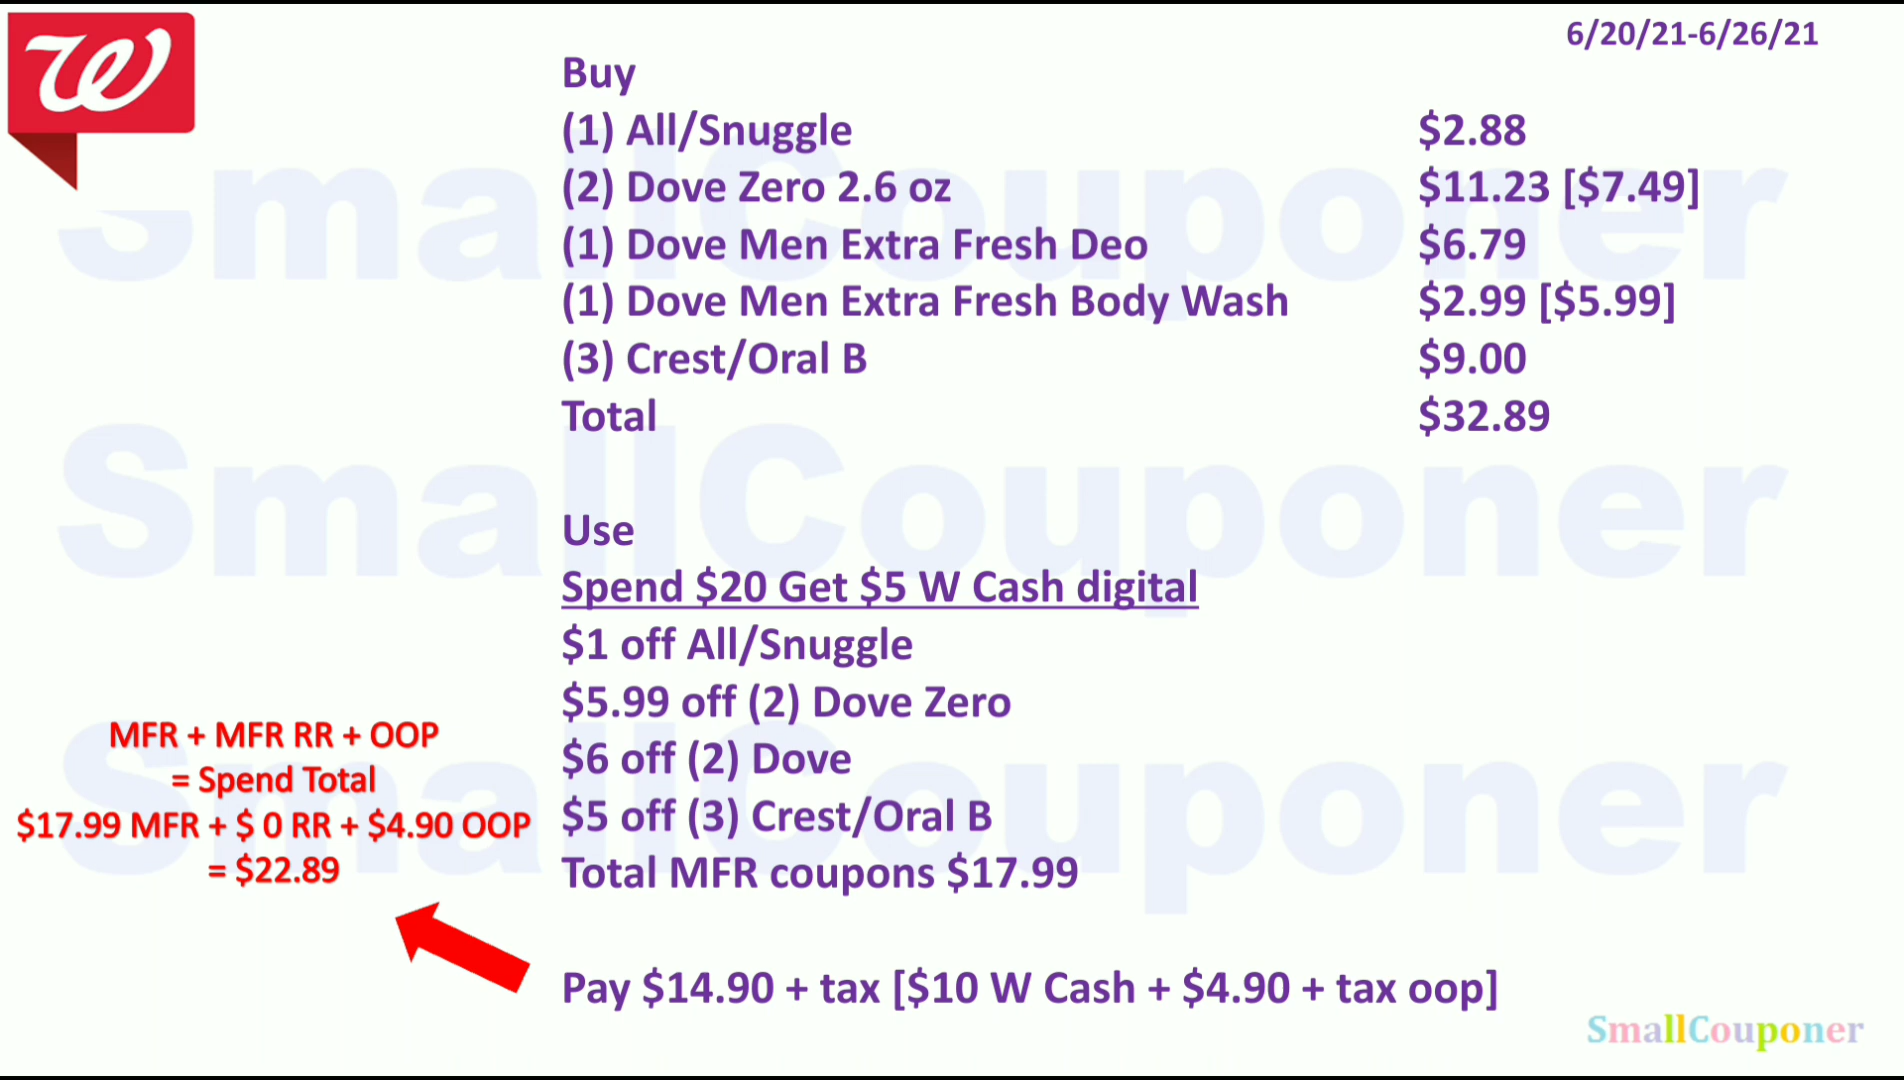 6/20/21-6/26/21
Buy
(1) All/Snuggle $2.88
(2) Dove Zero 2.6 oz $11.23 [$7.49]
(1) Dove Men Extra Fresh Deo $6.79
(1) Dove Men Extra Fresh Body Wash $2.99 [$5.99]
(3) Crest/Oral B $9.00
Total $32.89
Use
Spend $20 Get $5 W Cash digital
$1 off All/Snuggle
$5.99 off (2) Dove Zero
$6 off (2) Dove
$5 off (3) Crest/Oral B
Total MFR coupons $17.99
MFR + MFR RR + OOP
= Spend Total
$17.99 MFR + $ 0 RR + $4.90 OOP
= $22.89
Pay $14.90 + tax [$10 W Cash + $4.90 + tax oop]
SmallCouponer
SmallCouponer
SmallCouponer
SmallCouponer
W